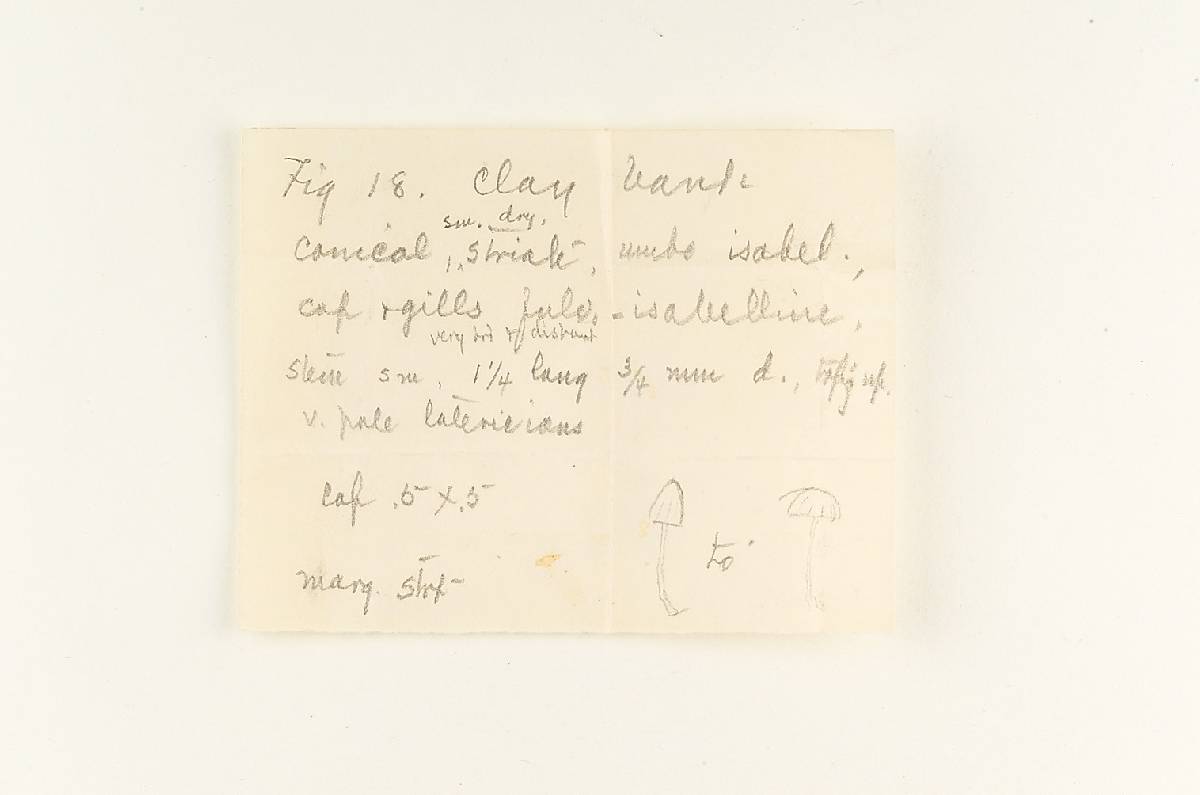 Fig 18. Clay bank
sm. dry.
conical, striate, umbo isabel.,
cap & gills fulv.-isabelline,
very brd & distant
stem sm. 1 1/4 long 3/4 mm d.,
v. pale latericious
cap .5 x .5
to
marg. strt